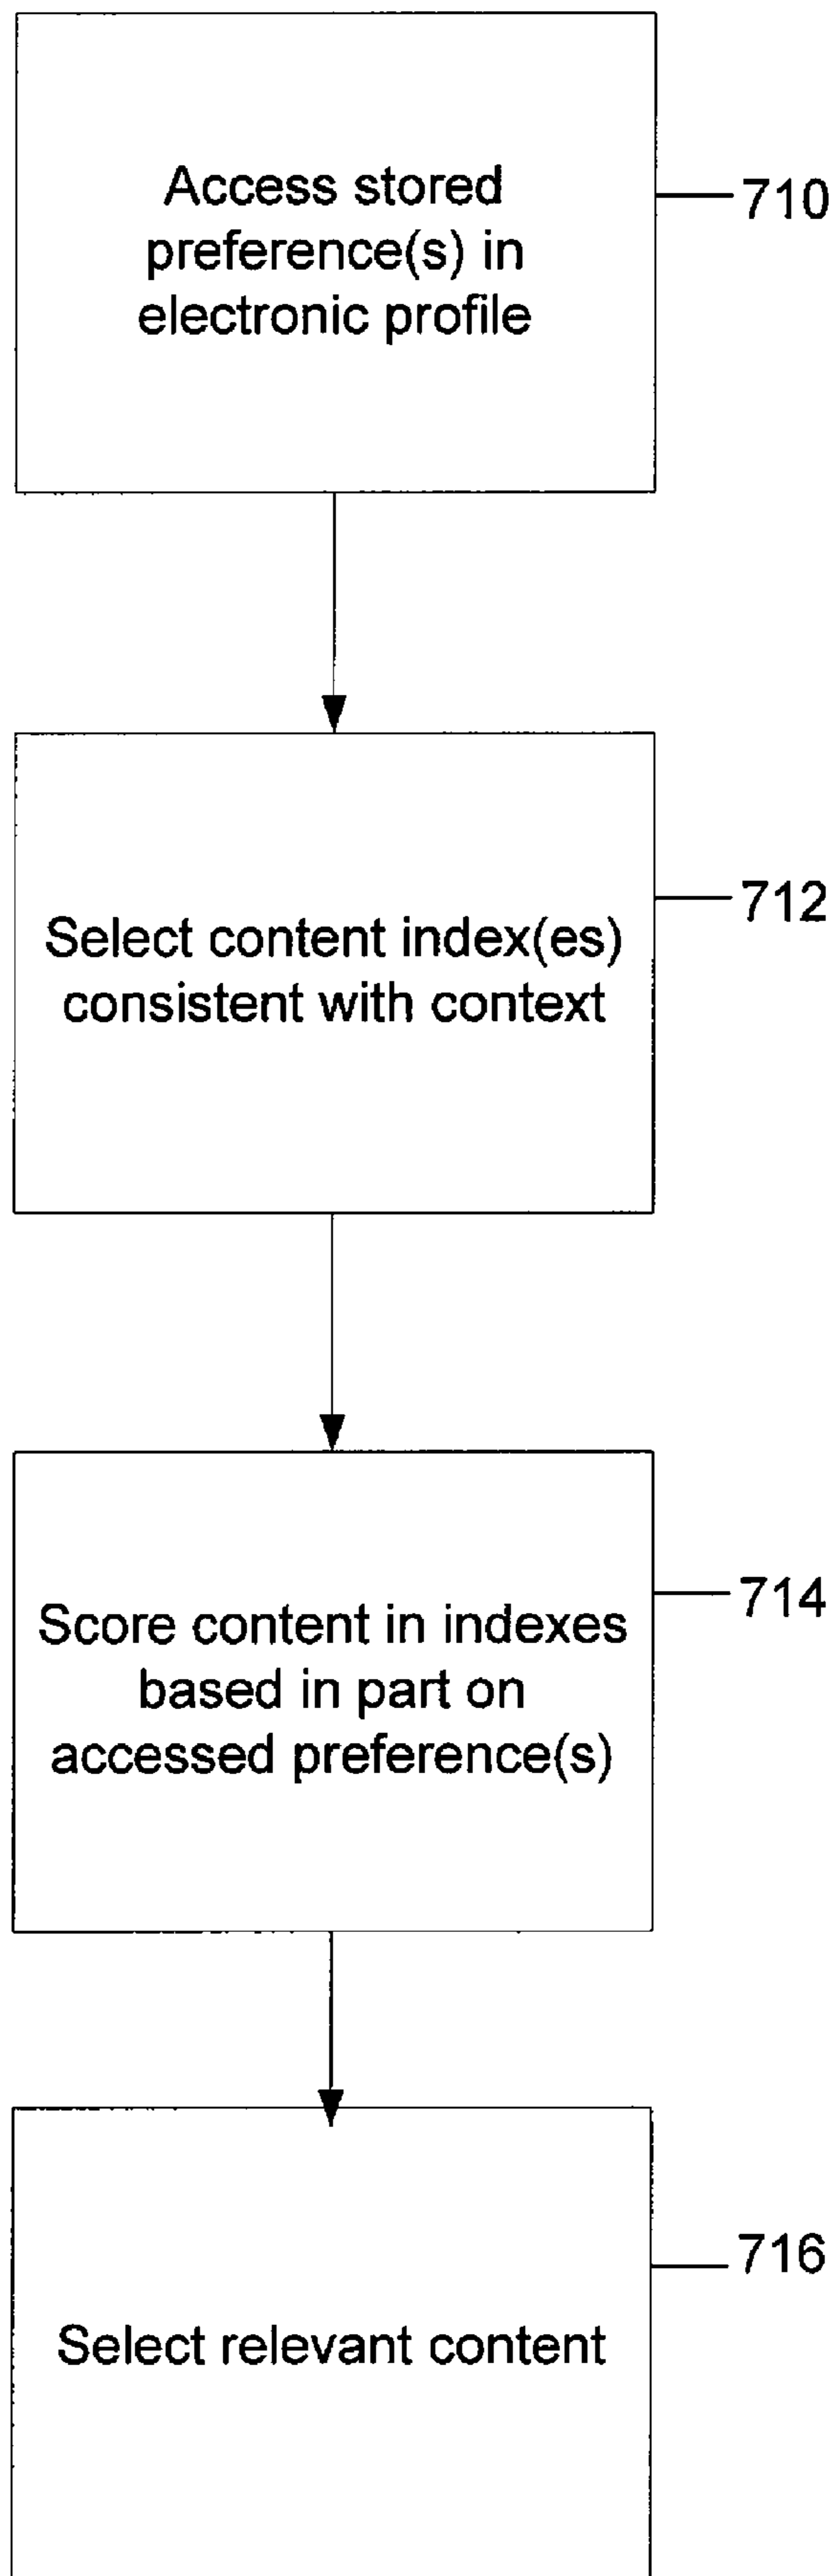 Access stored
preference(s) in
electronic profile
710
Select content index(es)
consistent with context
712
Score content in indexes
based in part on
accessed preference(s)
714
Select relevant content
716